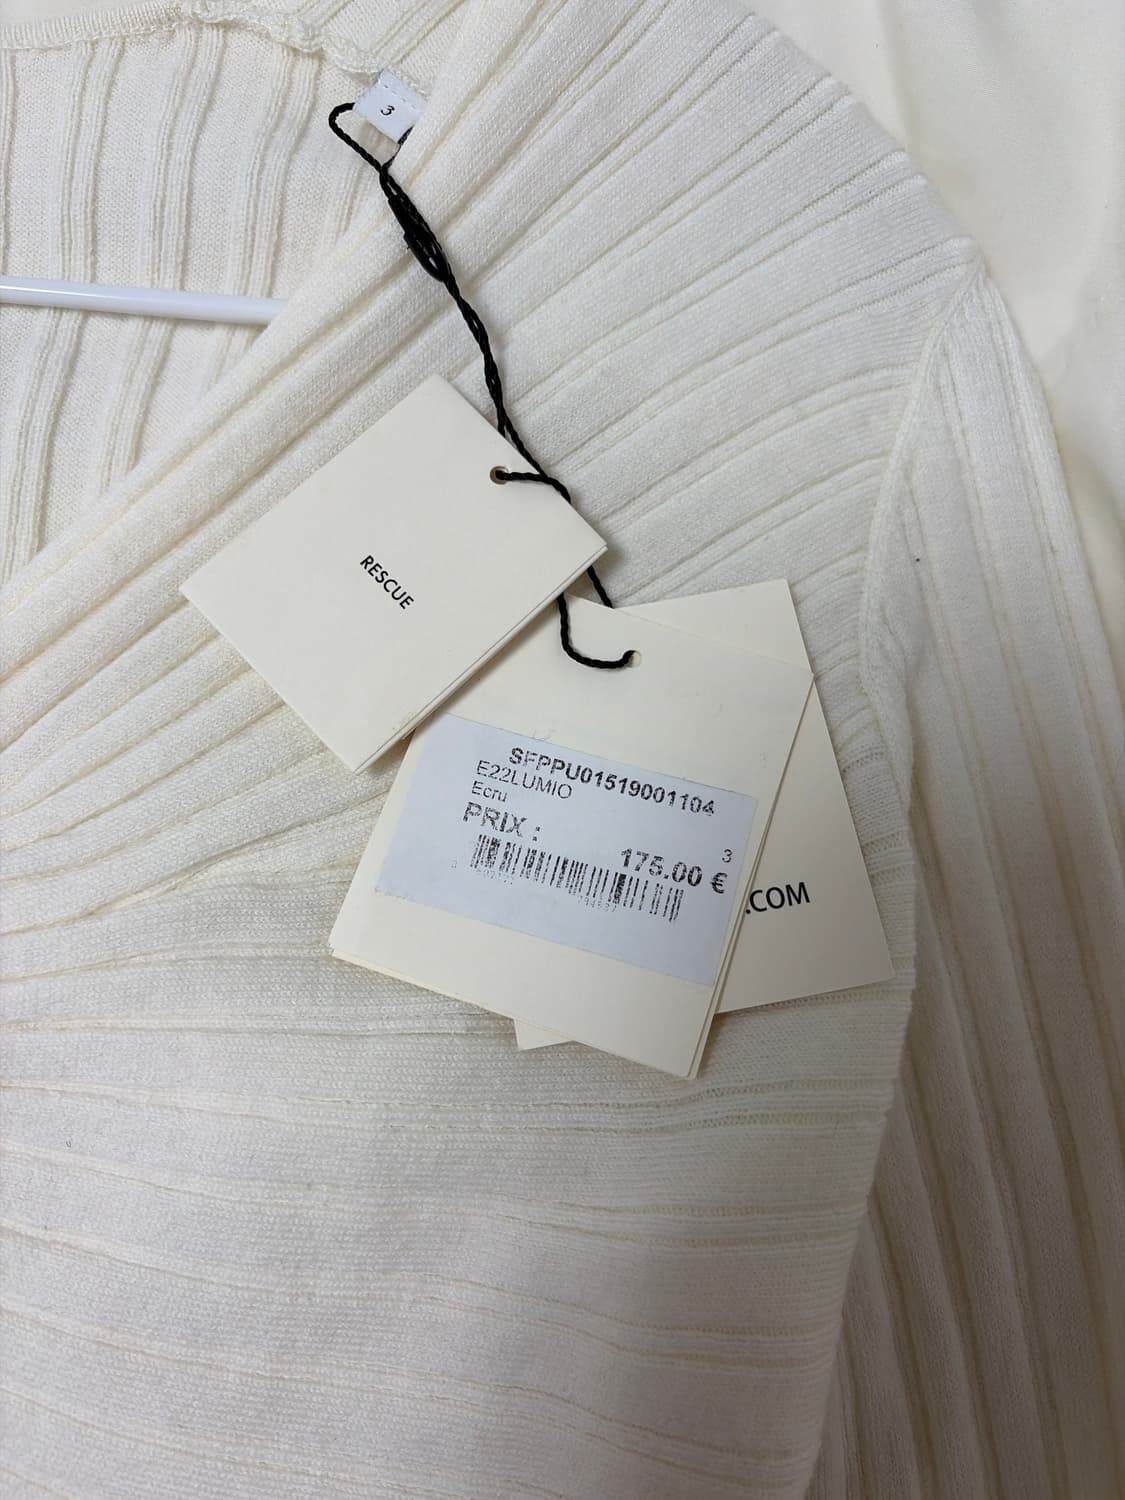 3
RESCUE
SFPPU01519001104
E22LUMIO
Ecru
PRIX :
3
175.00 €
.COM